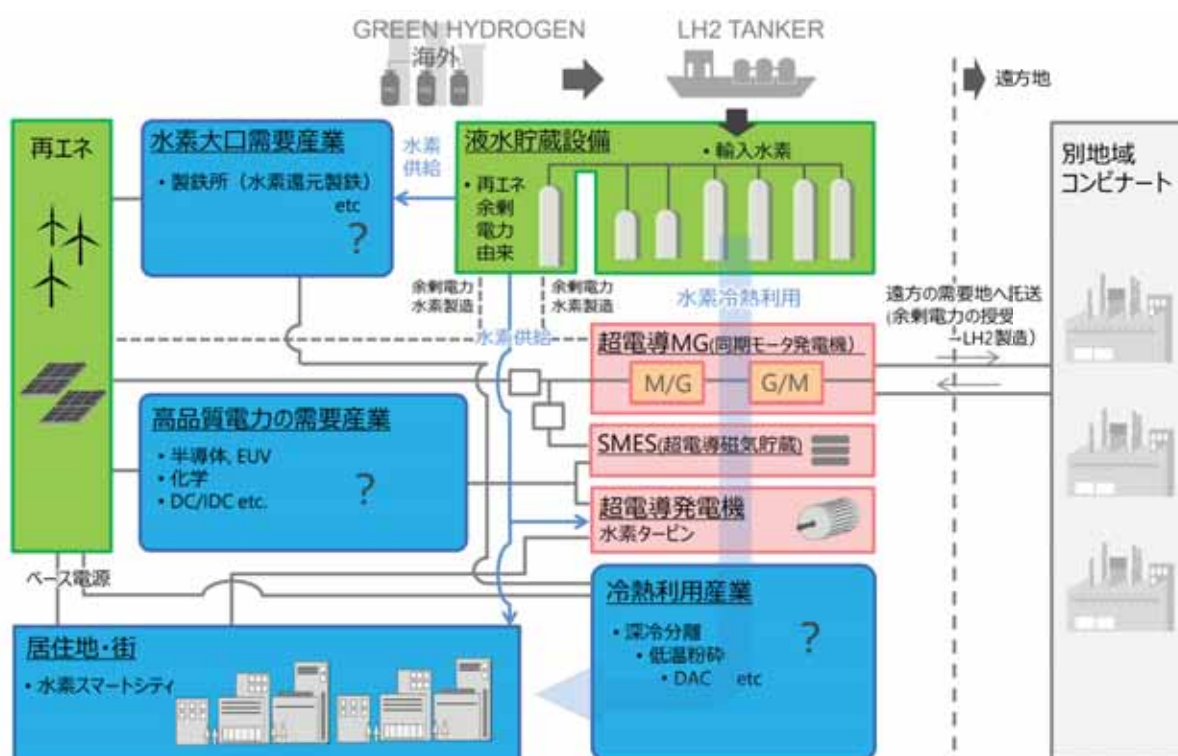 GREEN HYDROGEN
海外
LH2 TANKER
遠方地
再エネ
水素大口需要産業
・製鉄所（水素還元製鉄）
etc
?
水素
供給
液水貯蔵設備
・輸入水素
・再エネ
余剰
電力
由来
別地域
コンビナート
余剰電力
水素製造
余剰電力
水素製造
水素冷熱利用
水素供給
遠方の需要地へ託送
(余剰電力の授受
→LH2製造）
超電導MG(同期モータ発電機）
M/G
G/M
高品質電力の需要産業
・半導体、EUV
・化学
・DC/IDC etc.
?
SMES(超電導磁気貯蔵)
超電導発電機
水素タービン
ベース電源
冷熱利用産業
・深冷分離
・低温粉砕
・DAC etc
?
居住地・街
・水素スマートシティ